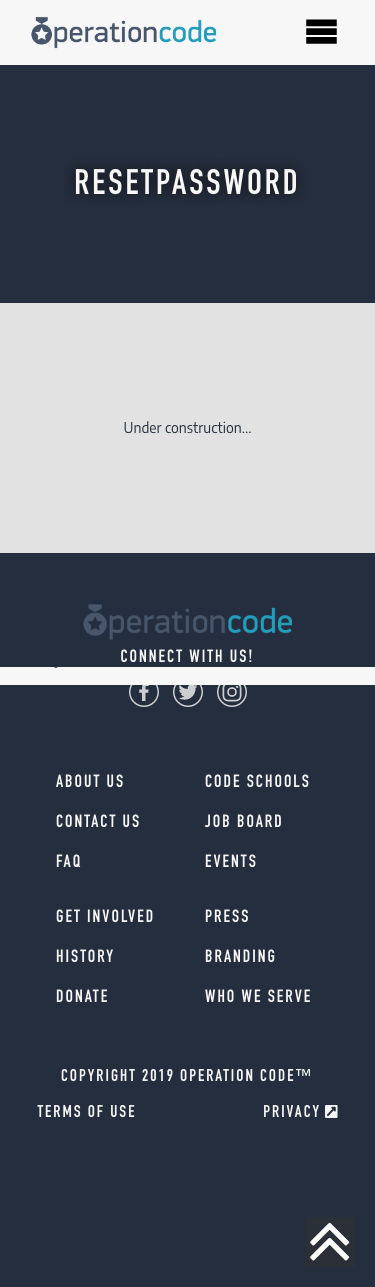 Operationcode
RESETPASSWORD
Under construction...
Operationcode
CONNECT WITH US!
ABOUT US
CODE SCHOOLS
CONTACT US
JOB BOARD
FAQ
EVENTS
GET INVOLVED
PRESS
HISTORY
BRANDING
DONATE
WHO WE SERVE
COPYRIGHT 2019 OPERATION CODE™
TERMS OF USE
PRIVACY